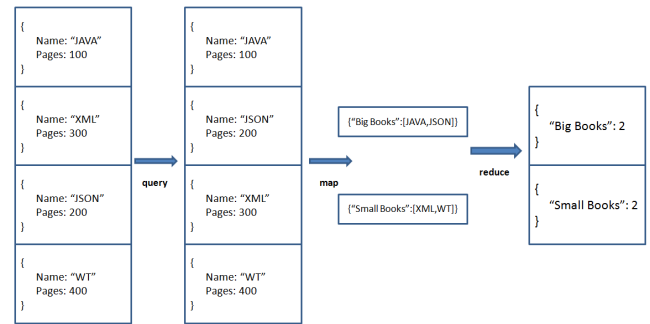 {
Name: “JAVA”
Pages: 100
}
{
Name: “XML”
Pages: 300
}
{
Name: “JSON”
Pages: 200
}
{
Name: “WT”
Pages: 400
}
query
{
Name: “JAVA”
Pages: 100
}
{
Name: “JSON”
Pages: 200
}
{
Name: “XML”
Pages: 300
}
{
Name: “WT”
Pages: 400
}
map
{“Big Books”:[JAVA,JSON]}
{“Small Books”:[XML,WT]}
reduce
{
“Big Books”: 2
}
{
“Small Books”: 2
}